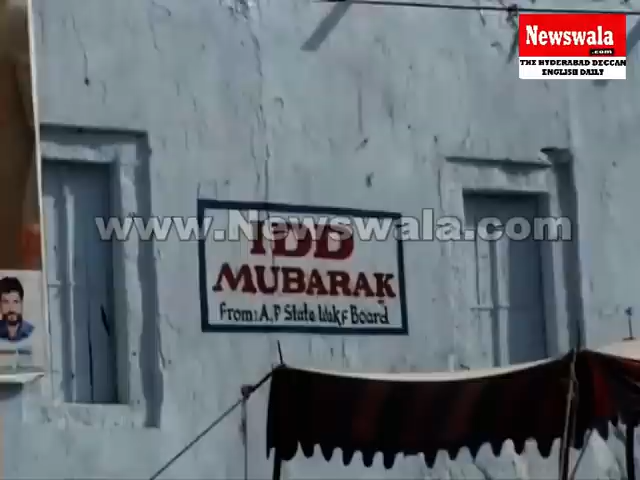 Newswala
.com
THE HYDERABAD DECCAN
ENGLISH DAILY
www.Newswala.com
IDD
MUBARAK
From: A.P State Wakf Board